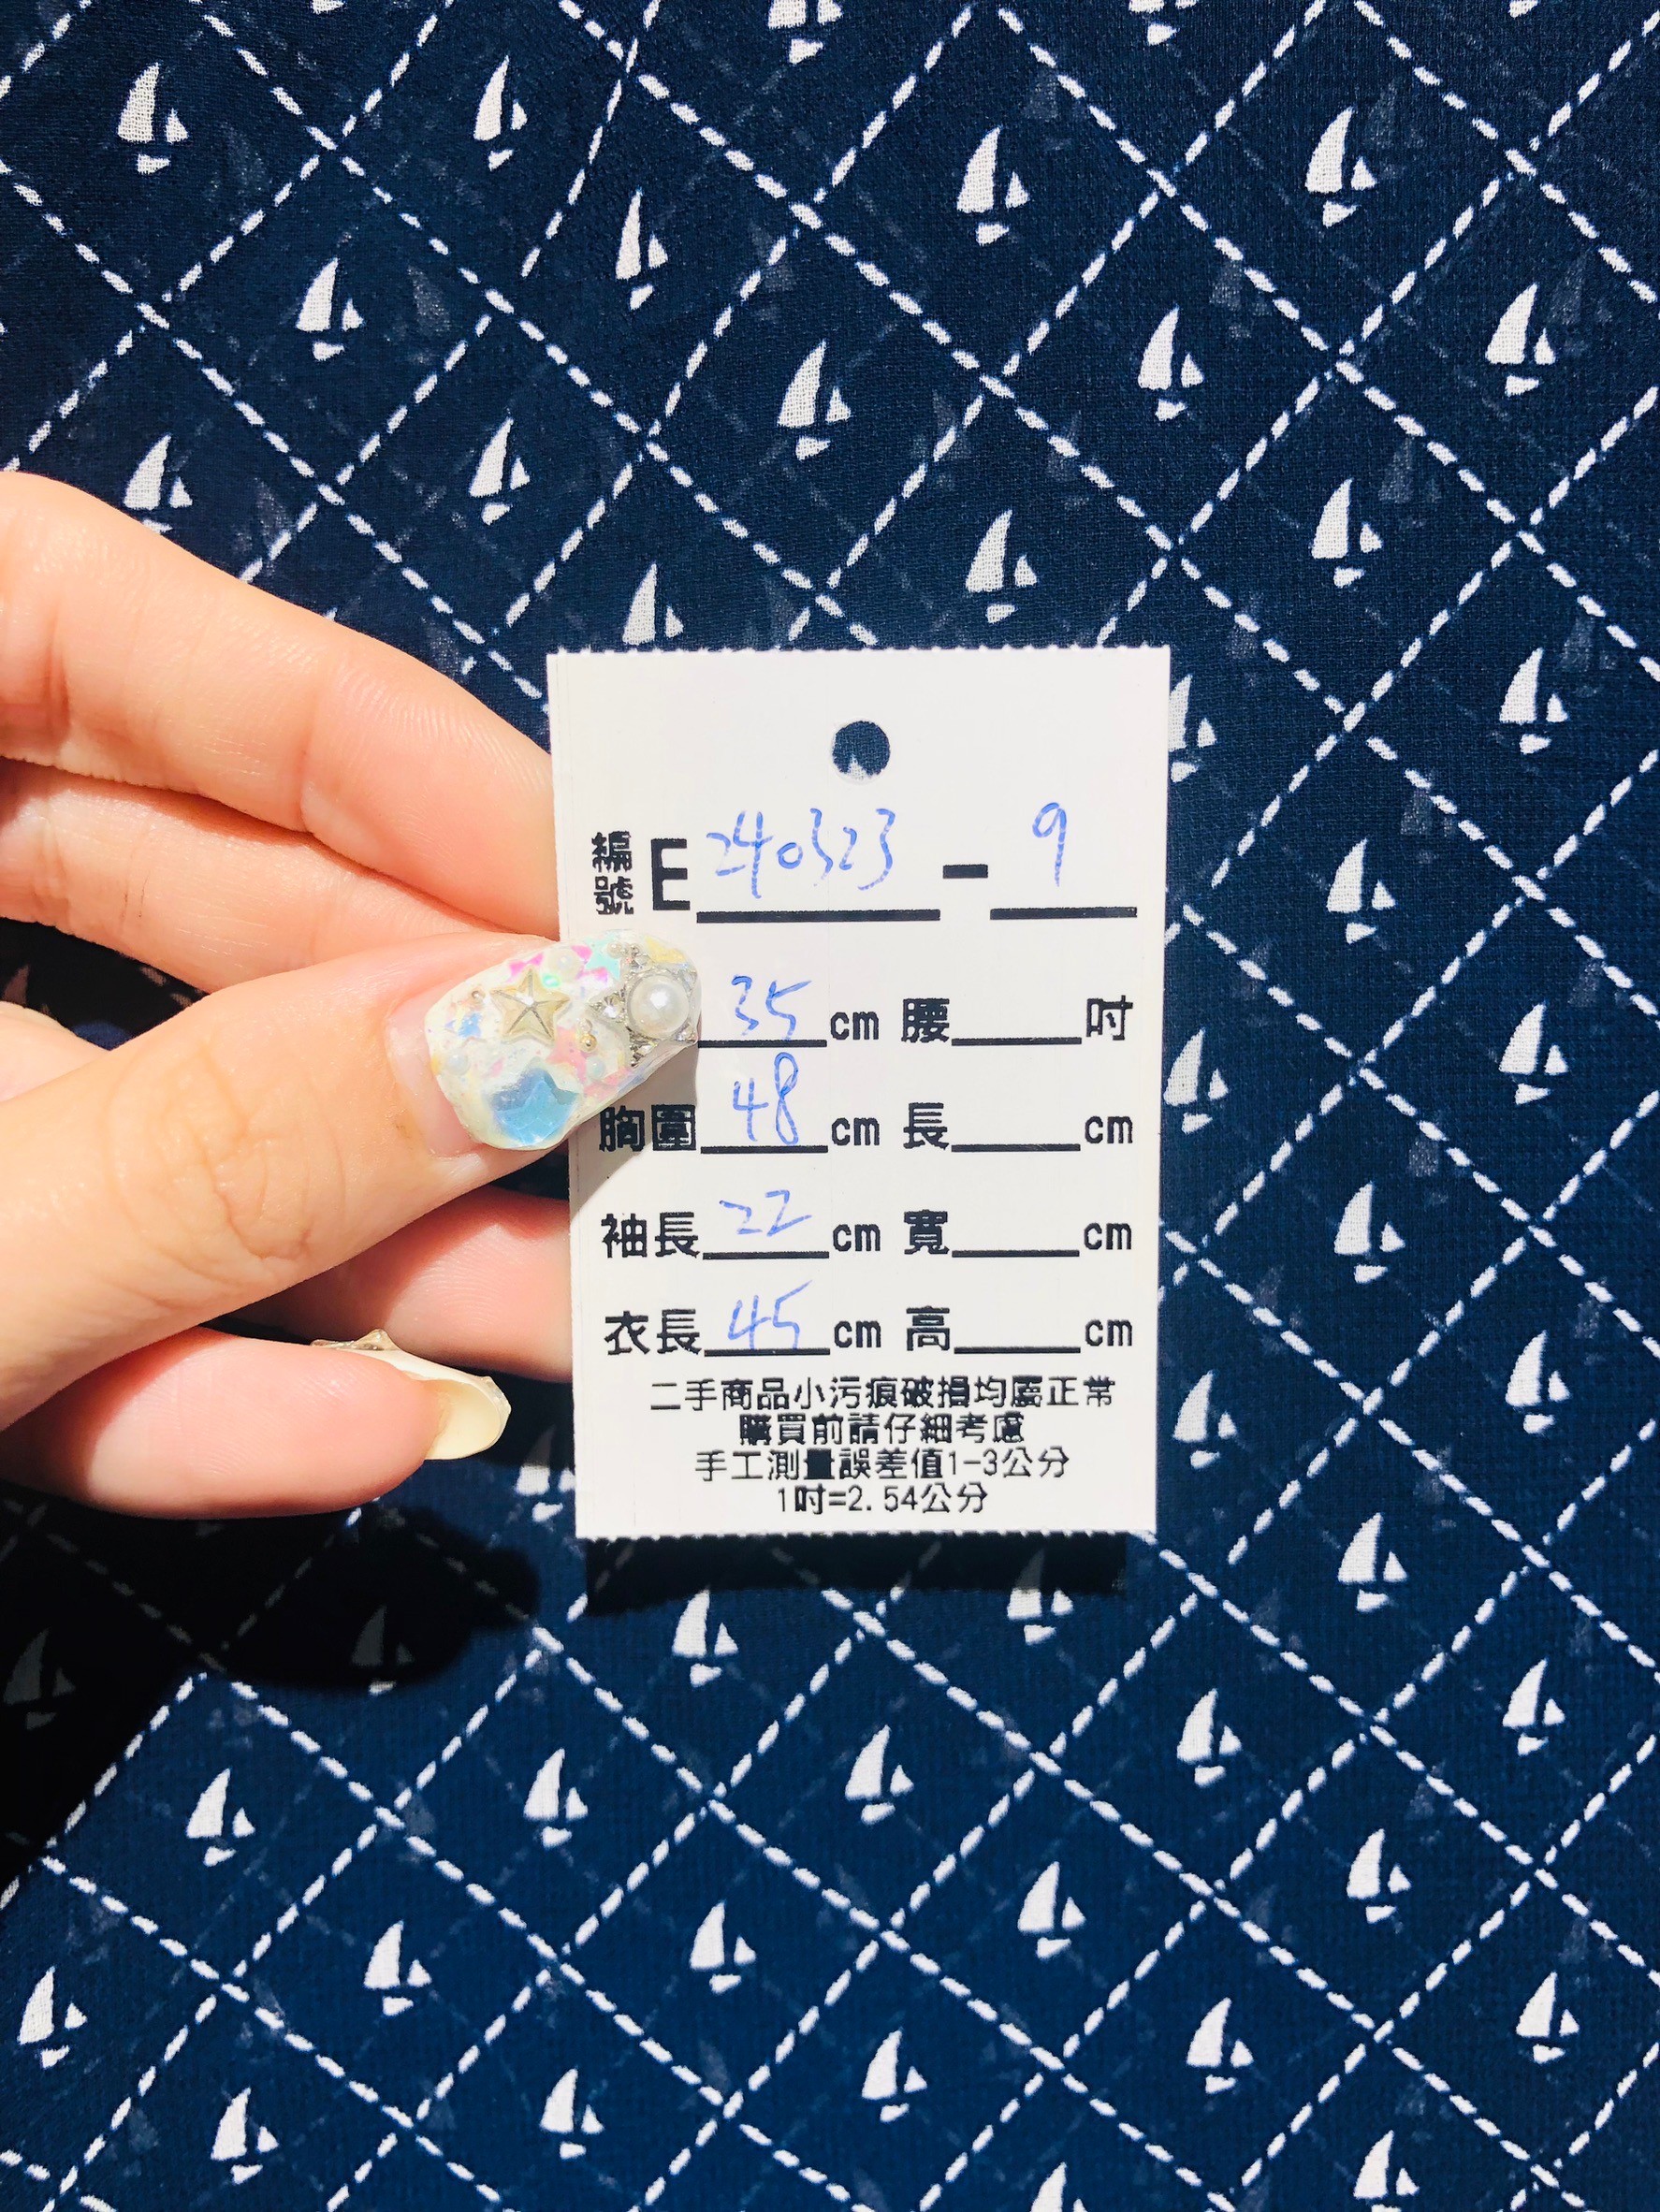 編號 E 240323 - 9
35 cm 腰 吋
胸圍 48 cm 長 cm
袖長 22 cm 寬 cm
衣長 45 cm 高 cm
二手商品小污痕破損均屬正常
購買前請仔細考慮
手工測量誤差值1-3公分
1吋=2.54公分